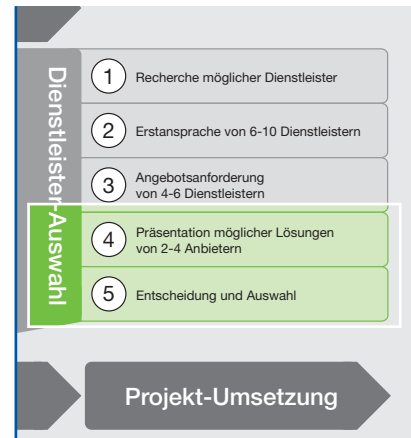 Dienstleister-Auswahl
1 Recherche möglicher Dienstleister
2 Erstansprache von 6-10 Dienstleistern
3 Angebotsanforderung
von 4-6 Dienstleistern
4 Präsentation möglicher Lösungen
von 2-4 Anbietern
5 Entscheidung und Auswahl
Projekt-Umsetzung